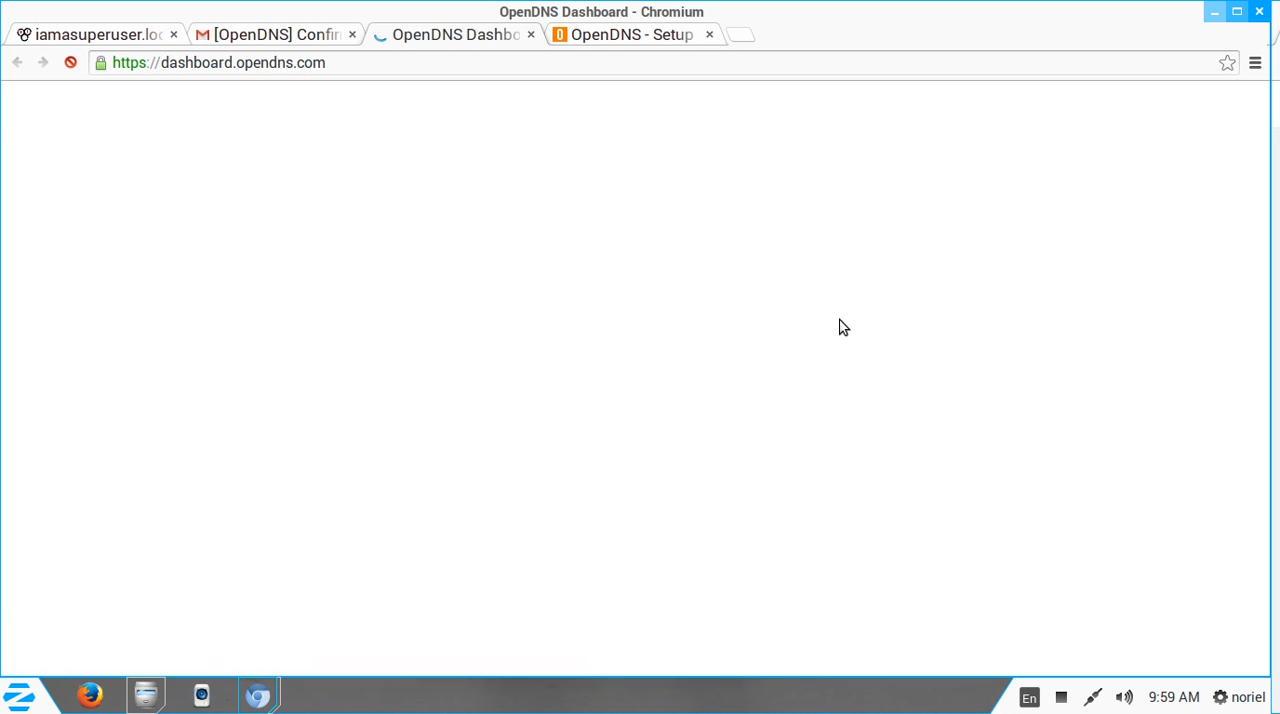 OpenDNS Dashboard - Chromium
iamasuperuser.loc
[OpenDNS] Confir
OpenDNS Dashbo
OpenDNS - Setup
https://dashboard.opendns.com
En
9:59 AM
noriel